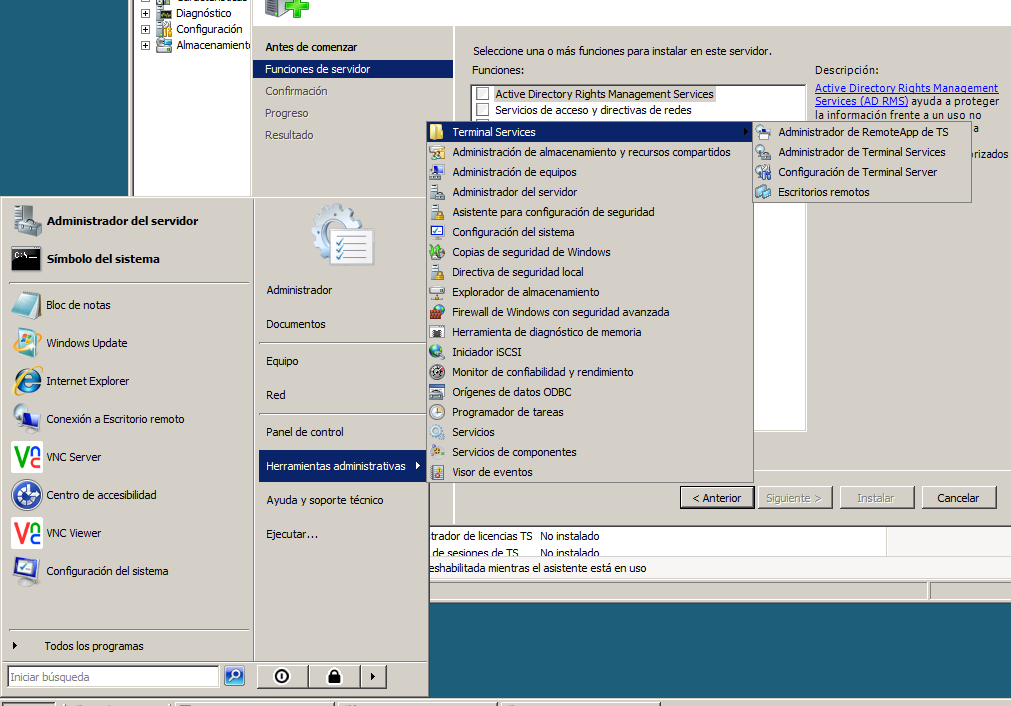 Diagnóstico
Configuración
Almacenamiento
Antes de comenzar
Funciones de servidor
Confirmación
Progreso
Resultado
Seleccione una o más funciones para instalar en este servidor.
Funciones:
Active Directory Rights Management Services
Servicios de acceso y directivas de redes
Descripción:
Active Directory Rights Management
Services (AD RMS) ayuda a proteger
la información frente a un uso no
a
orizados
Terminal Services
Administración de almacenamiento y recursos compartidos
Administración de equipos
Administrador del servidor
Asistente para configuración de seguridad
Configuración del sistema
Copias de seguridad de Windows
Directiva de seguridad local
Explorador de almacenamiento
Firewall de Windows con seguridad avanzada
Herramienta de diagnóstico de memoria
Iniciador iSCSI
Monitor de confiabilidad y rendimiento
Orígenes de datos ODBC
Programador de tareas
Servicios
Servicios de componentes
Visor de eventos
Administrador de RemoteApp de TS
Administrador de Terminal Services
Configuración de Terminal Server
Escritorios remotos
Administrador del servidor
Símbolo del sistema
Bloc de notas
Windows Update
Internet Explorer
Conexión a Escritorio remoto
VNC Server
Centro de accesibilidad
VNC Viewer
Configuración del sistema
Todos los programas
Iniciar búsqueda
Administrador
Documentos
Equipo
Red
Panel de control
Herramientas administrativas
Ayuda y soporte técnico
Ejecutar...
< Anterior
Siguiente >
Instalar
Cancelar
trador de licencias TS No instalado
de sesiones de TS No instalado
eshabilitada mientras el asistente está en uso